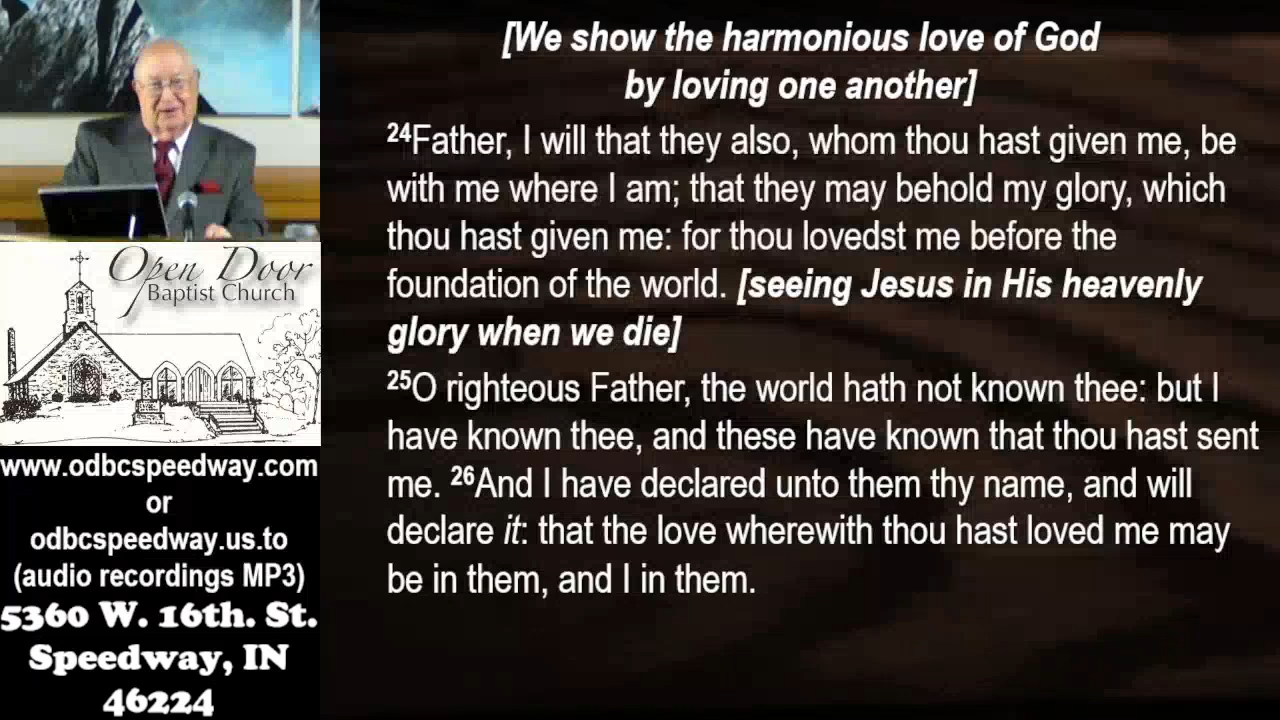 [We show the harmonious love of God
by loving one another]
24Father, I will that they also, whom thou hast given me, be
with me where I am; that they may behold my glory, which
thou hast given me: for thou lovedst me before the
foundation of the world. [seeing Jesus in His heavenly
glory when we die]
25O righteous Father, the world hath not known thee: but I
have known thee, and these have known that thou hast sent
me. 26And I have declared unto them thy name, and will
declare it: that the love wherewith thou hast loved me may
be in them, and I in them.
Open Door
Baptist Church
www.odbcspeedway.com
or
odbcspeedway.us.to
(audio recordings MP3)
5360 W. 16th. St.
Speedway, IN
46224